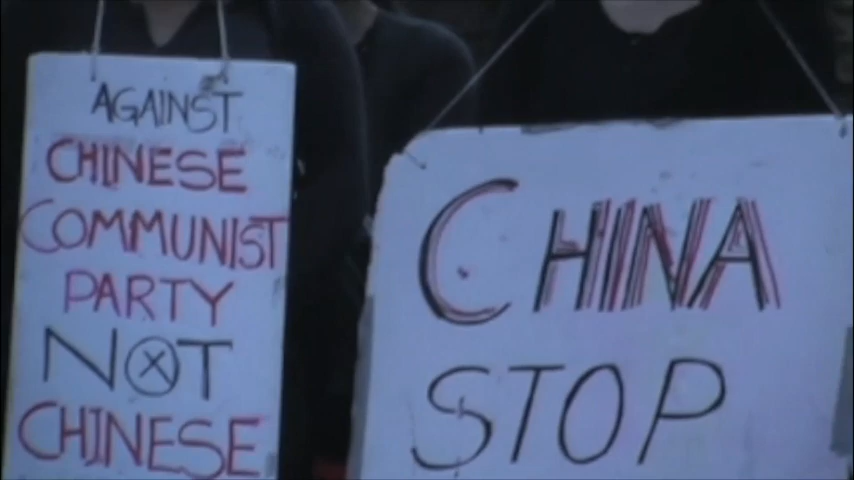 AGAINST
CHINESE
COMMUNIST
PARTY
NOT
CHINESE
CHINA
STOP